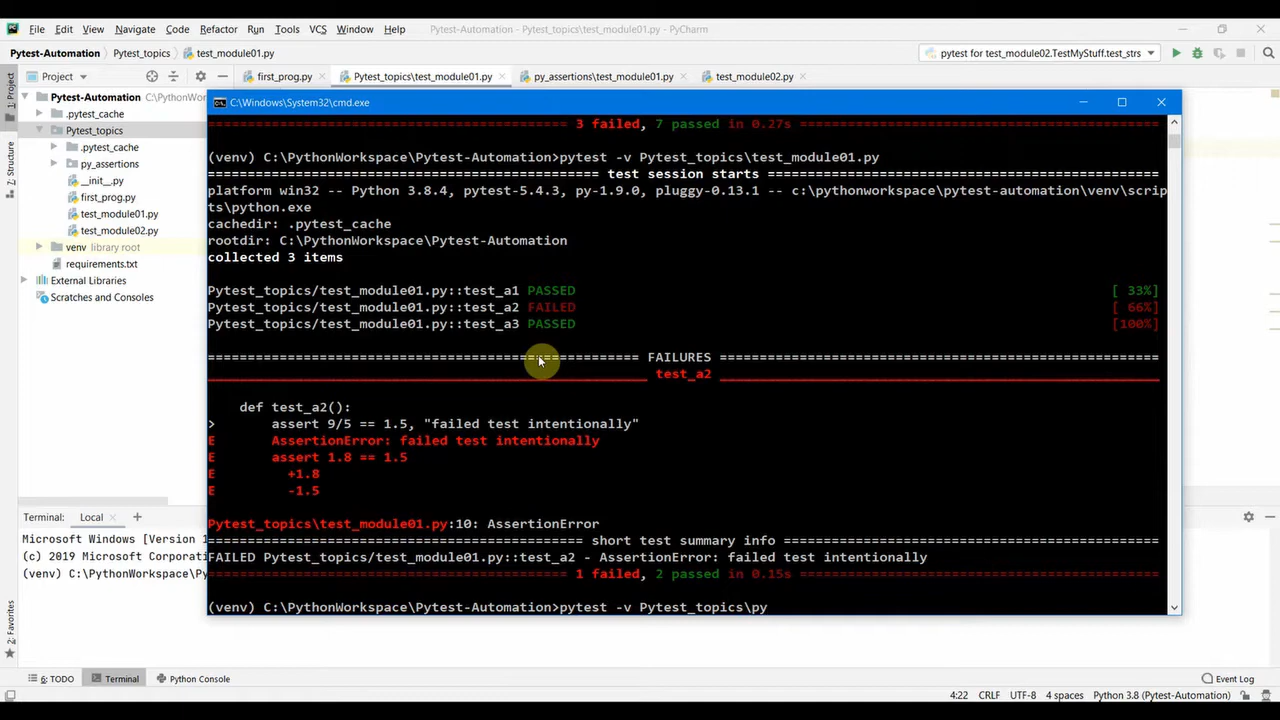 File Edit View Navigate Code Refactor Run Tools VCS Window Help Pytest-Automation - Pytest_topics\test_module01.py - PyCharm
Pytest-Automation Pytest_topics test_module01.py pytest for test_module02.TestMyStuff.test_strs
1: Project
Project first_prog.py Pytest_topics\test_module01.py py_assertions\test_module01.py test_module02.py
Pytest-Automation C:\PythonWo
.pytest_cache
Pytest_topics
.pytest_cache
py_assertions
__init__.py
first_prog.py
test_module01.py
test_module02.py
venv library root
requirements.txt
External Libraries
Scratches and Consoles
7: Structure
C:\Windows\System32\cmd.exe
=============================================== 3 failed, 7 passed in 0.27s ===============================================
(venv) C:\PythonWorkspace\Pytest-Automation>pytest -v Pytest_topics\test_module01.py
================================================= test session starts ==================================================
platform win32 -- Python 3.8.4, pytest-5.4.3, py-1.9.0, pluggy-0.13.1 -- c:\pythonworkspace\pytest-automation\venv\scrip
ts\python.exe
cachedir: .pytest_cache
rootdir: C:\PythonWorkspace\Pytest-Automation
collected 3 items
Pytest_topics/test_module01.py::test_a1 PASSED [ 33%]
Pytest_topics/test_module01.py::test_a2 FAILED [ 66%]
Pytest_topics/test_module01.py::test_a3 PASSED [100%]
====================================================== FAILURES =======================================================
_______________________________________________________ test_a2 _______________________________________________________
def test_a2():
> assert 9/5 == 1.5, "failed test intentionally"
E AssertionError: failed test intentionally
E assert 1.8 == 1.5
E +1.8
E -1.5
Pytest_topics\test_module01.py:10: AssertionError
=============================================== short test summary info ===============================================
FAILED Pytest_topics/test_module01.py::test_a2 - AssertionError: failed test intentionally
============================================= 1 failed, 2 passed in 0.15s =============================================
(venv) C:\PythonWorkspace\Pytest-Automation>pytest -v Pytest_topics\py
Terminal: Local
Microsoft Windows [Version 1
(c) 2019 Microsoft Corporati
(venv) C:\PythonWorkspace\Py
2: Favorites
6: TODO Terminal Python Console Event Log
4:22 CRLF UTF-8 4 spaces Python 3.8 (Pytest-Automation)